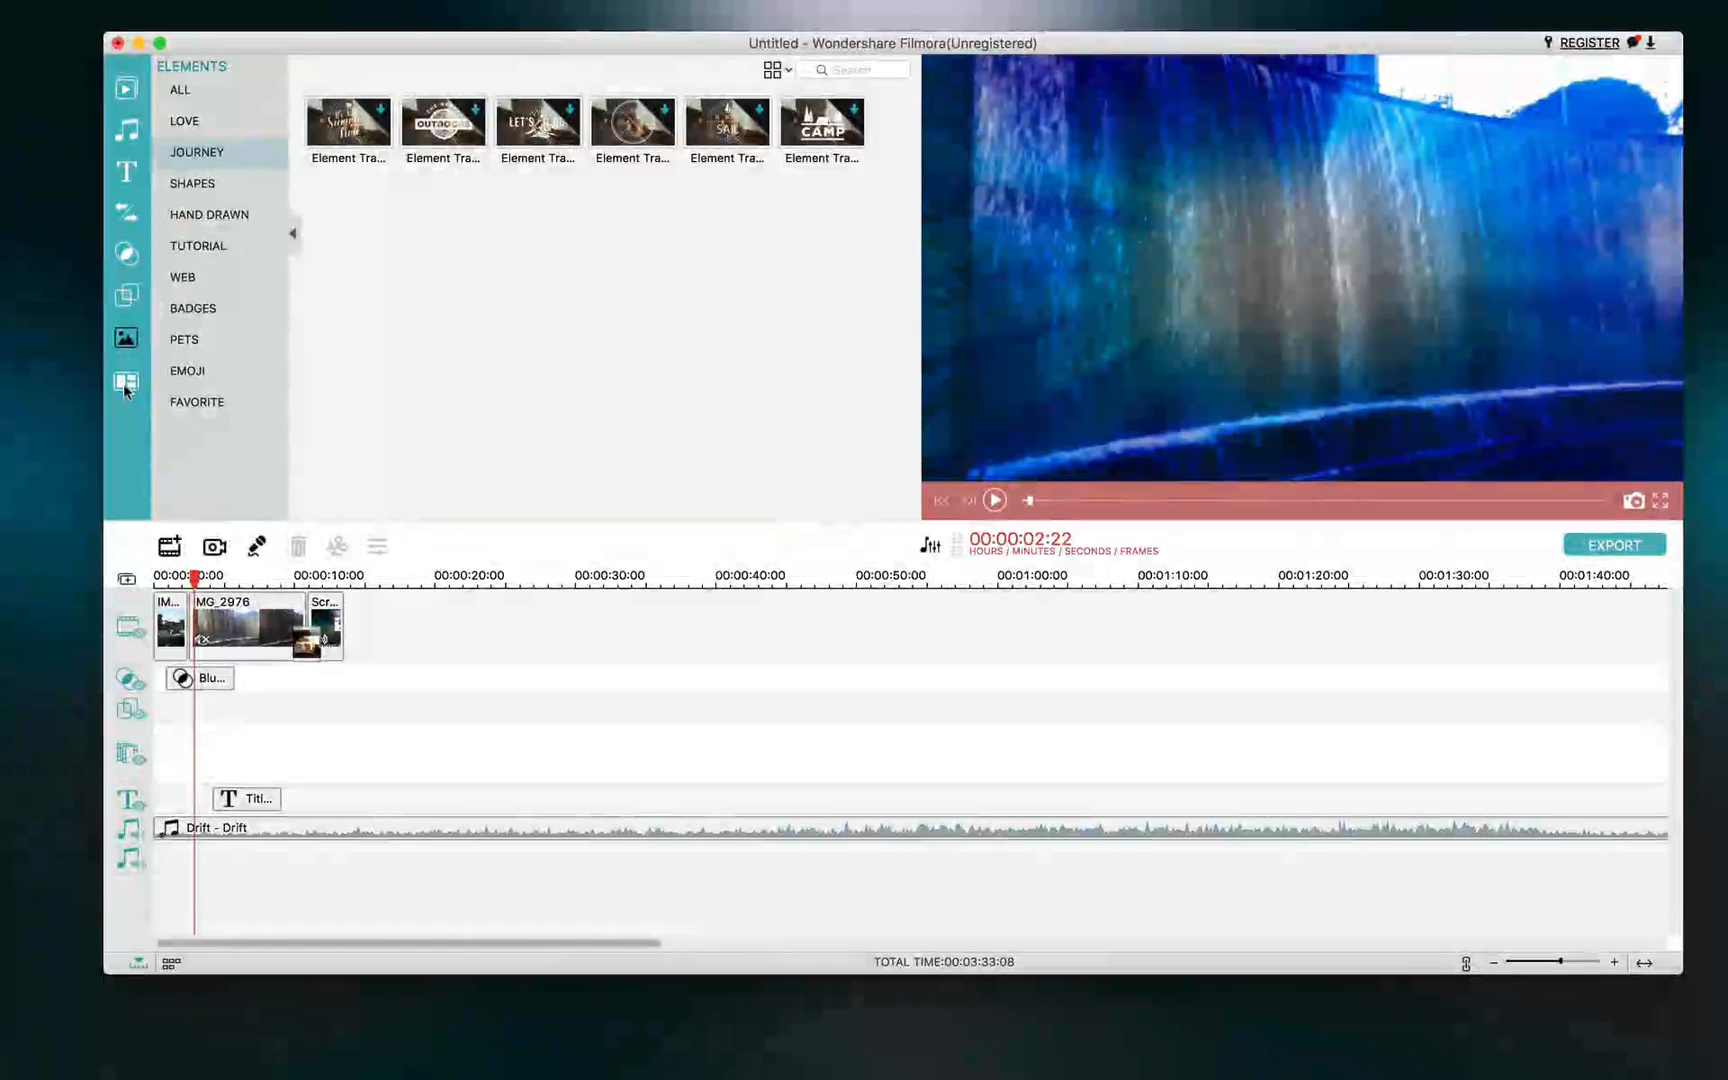 Untitled - Wondershare Filmora(Unregistered)
REGISTER
ELEMENTS
ALL
LOVE
JOURNEY
SHAPES
HAND DRAWN
TUTORIAL
WEB
BADGES
PETS
EMOJI
FAVORITE
Search
OUTDOORS
LET'S GO
SAIL
CAMP
Element Tra...
Element Tra...
Element Tra...
Element Tra...
Element Tra...
Element Tra...
00:00:02:22
HOURS / MINUTES / SECONDS / FRAMES
EXPORT
00:00:10:00
00:00:20:00
00:00:30:00
00:00:40:00
00:00:50:00
00:01:00:00
00:01:10:00
00:01:20:00
00:01:30:00
00:01:40:00
IM...
MG_2976
Scr...
Blu...
T Titl...
Drift - Drift
TOTAL TIME:00:03:33:08